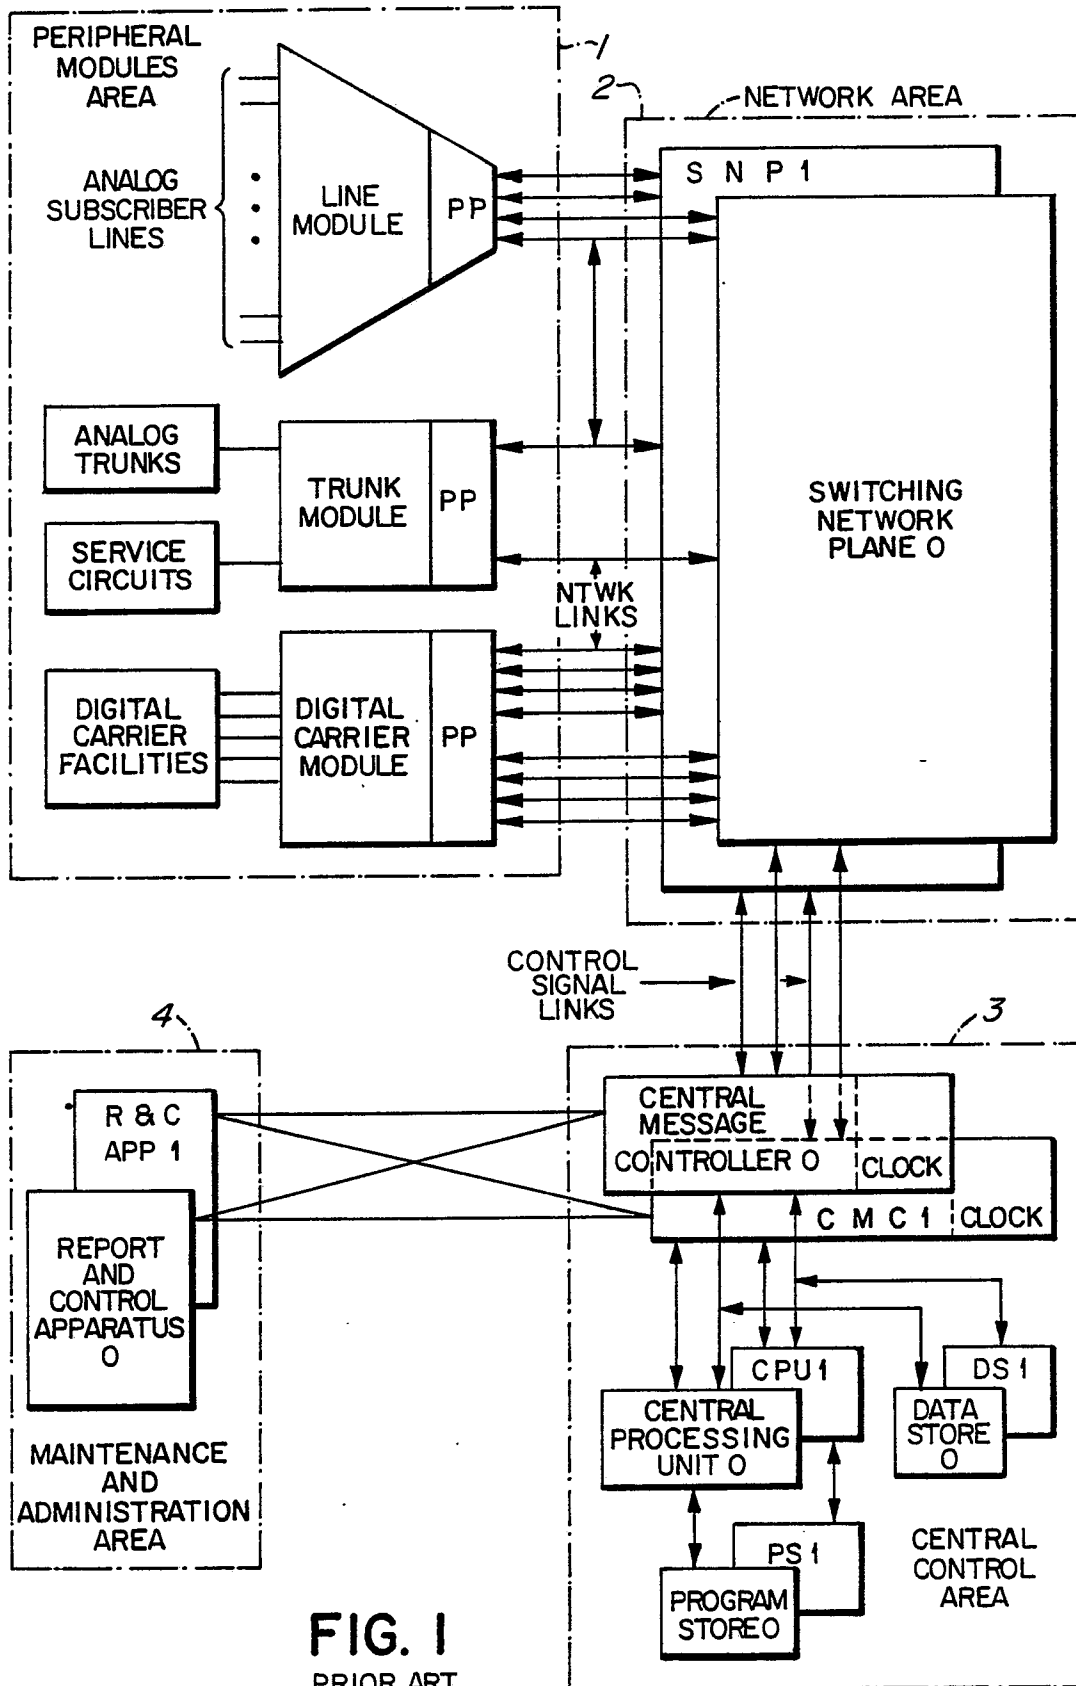 PERIPHERAL
MODULES
AREA
1
2
NETWORK AREA
ANALOG
SUBSCRIBER
LINES
LINE
MODULE
PP
S N P 1
ANALOG
TRUNKS
SERVICE
CIRCUITS
TRUNK
MODULE
PP
SWITCHING
NETWORK
PLANE 0
NTWK
LINKS
DIGITAL
CARRIER
FACILITIES
DIGITAL
CARRIER
MODULE
PP
CONTROL
SIGNAL
LINKS
4
3
R & C
APP 1
REPORT
AND
CONTROL
APPARATUS
0
MAINTENANCE
AND
ADMINISTRATION
AREA
CENTRAL
MESSAGE
CONTROLLER 0
CLOCK
C M C 1
CLOCK
CPU 1
CENTRAL
PROCESSING
UNIT 0
DS 1
DATA
STORE
0
PS 1
PROGRAM
STORE 0
CENTRAL
CONTROL
AREA
FIG. 1
PRIOR ART